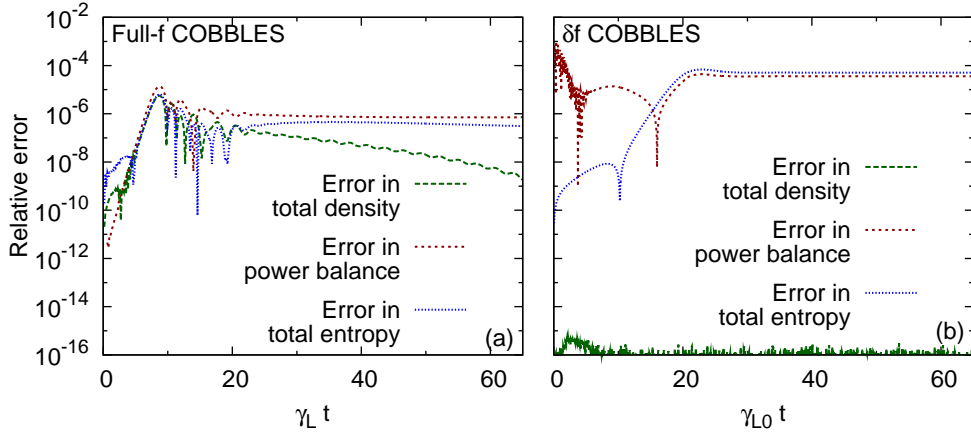 Full-f COBBLES
δf COBBLES
Relative error
10⁻²
10⁻⁴
10⁻⁶
10⁻⁸
10⁻¹⁰
10⁻¹²
10⁻¹⁴
10⁻¹⁶
Error in
total density
Error in
power balance
Error in
total entropy
(a)
0
20
40
60
γ_L t
Error in
total density
Error in
power balance
Error in
total entropy
(b)
0
20
40
60
γ_L0 t